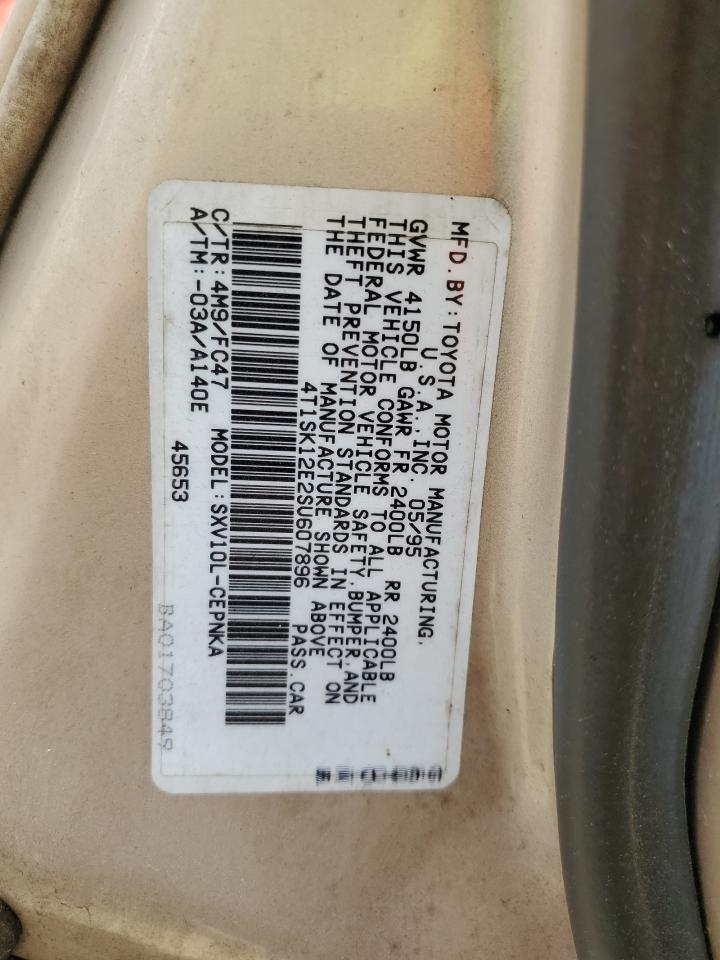 MFD.BY:TOYOTA MOTOR MANUFACTURING,
U.S.A.,INC. 05/95
GVWR 4150LB GAWR FR 2400LB RR 2400LB
THIS VEHICLE CONFORMS TO ALL APPLICABLE
FEDERAL MOTOR VEHICLE SAFETY,BUMPER,AND
THEFT PREVENTION STANDARDS IN EFFECT ON
THE DATE OF MANUFACTURE SHOWN ABOVE
4T1SK12E2SU607896 PASS.CAR
C/TR:4M9/FC47 MODEL:SXV10L-CEPNKA
A/TM:-03A/A140E 45653
BA01703849